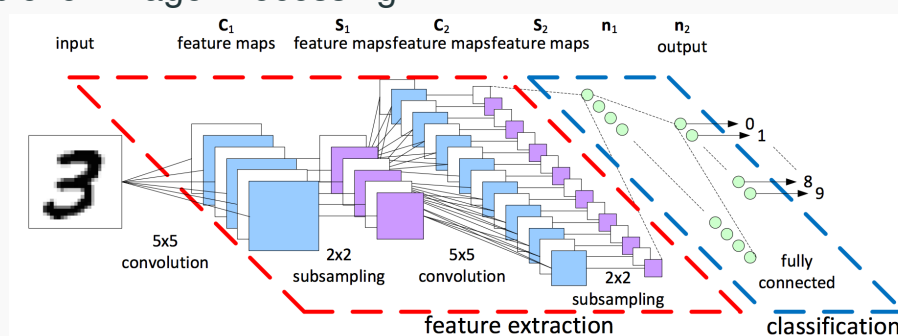 input
C1
feature maps
S1
feature maps
C2
feature maps
S2
feature maps
n1
n2
output
3
0
1
8
9
5x5
convolution
2x2
subsampling
5x5
convolution
2x2
subsampling
fully
connected
feature extraction
classification